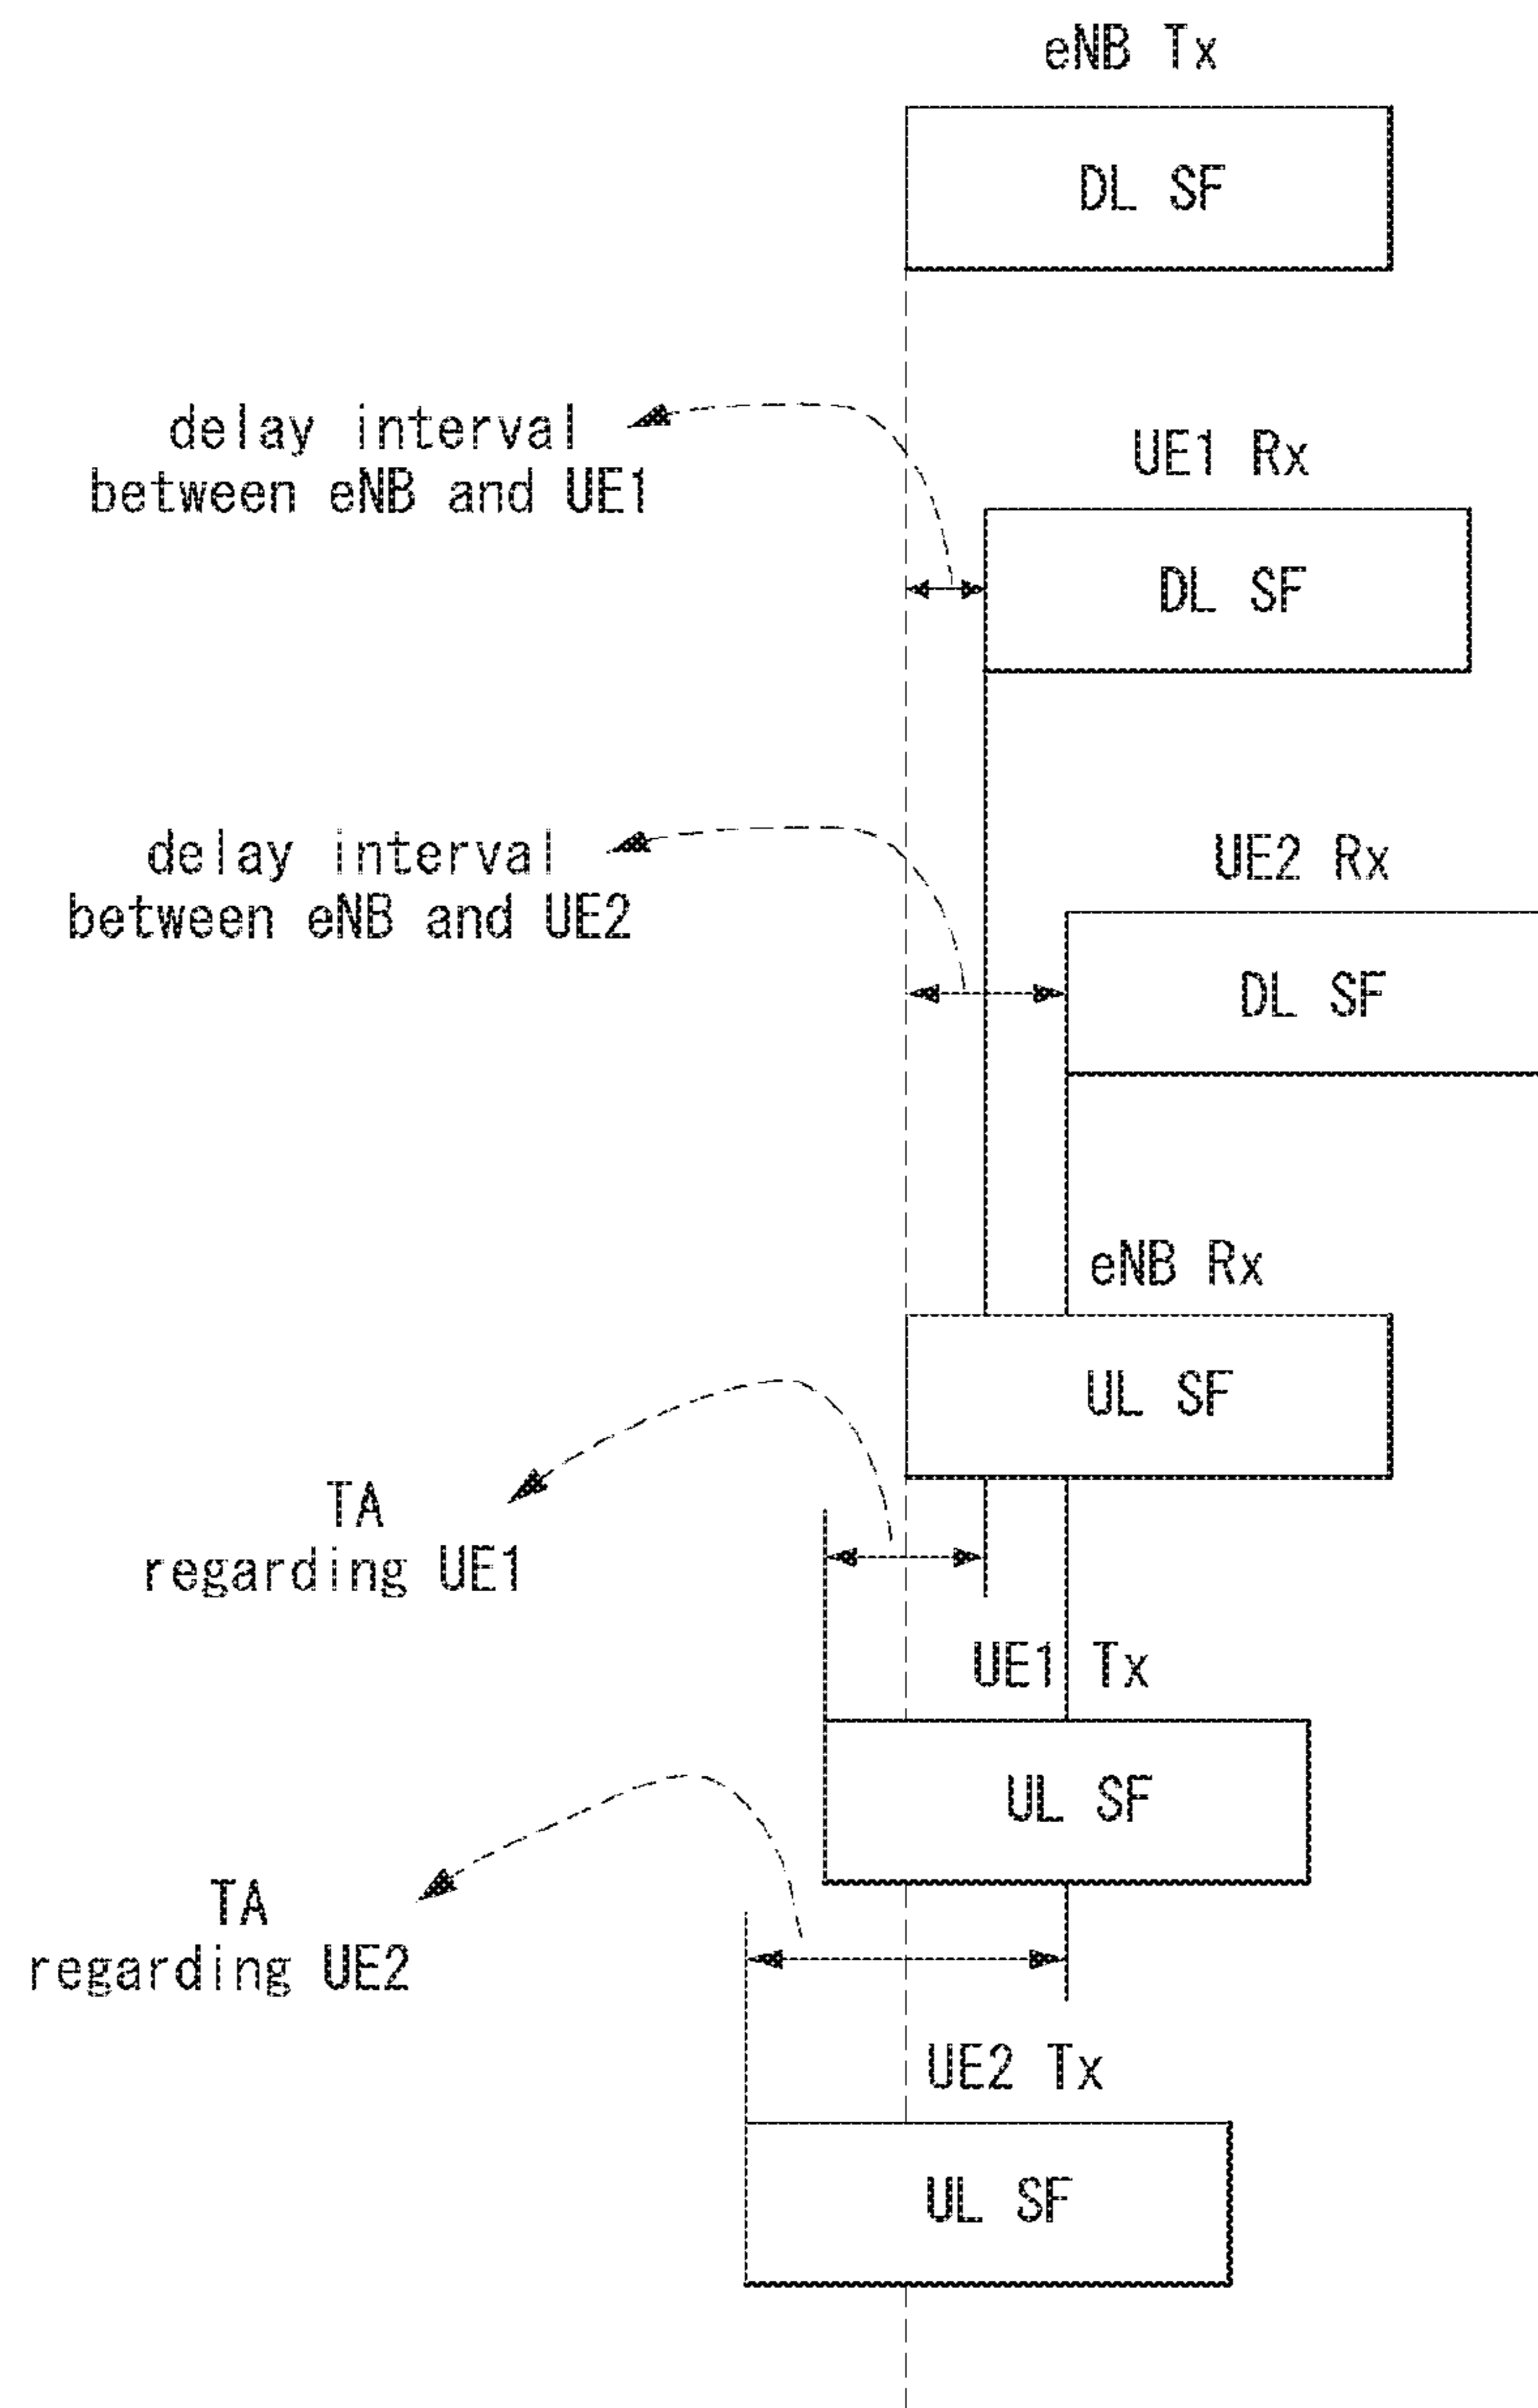 eNB Tx
DL SF
delay interval
between eNB and UE1
UE1 Rx
DL SF
delay interval
between eNB and UE2
UE2 Rx
DL SF
eNB Rx
UL SF
TA
regarding UE1
UE1 Tx
UL SF
TA
regarding UE2
UE2 Tx
UL SF